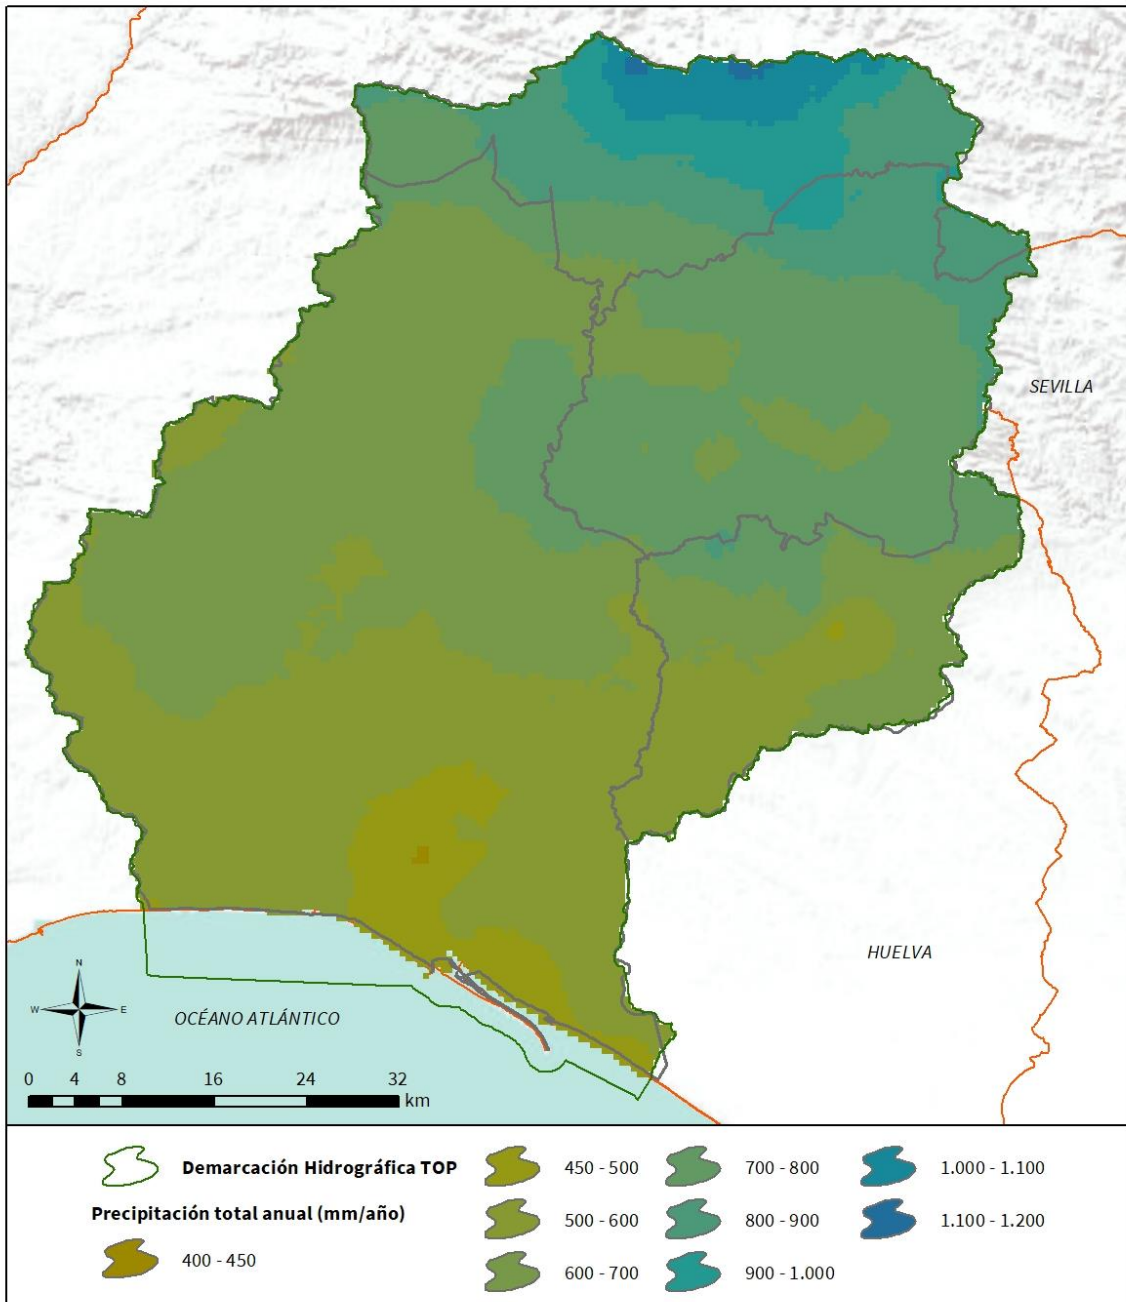 SEVILLA
HUELVA
N
W E
S
OCÉANO ATLÁNTICO
0 4 8 16 24 32
km
Demarcación Hidrográfica TOP
Precipitación total anual (mm/año)
400 - 450
450 - 500
500 - 600
600 - 700
700 - 800
800 - 900
900 - 1.000
1.000 - 1.100
1.100 - 1.200